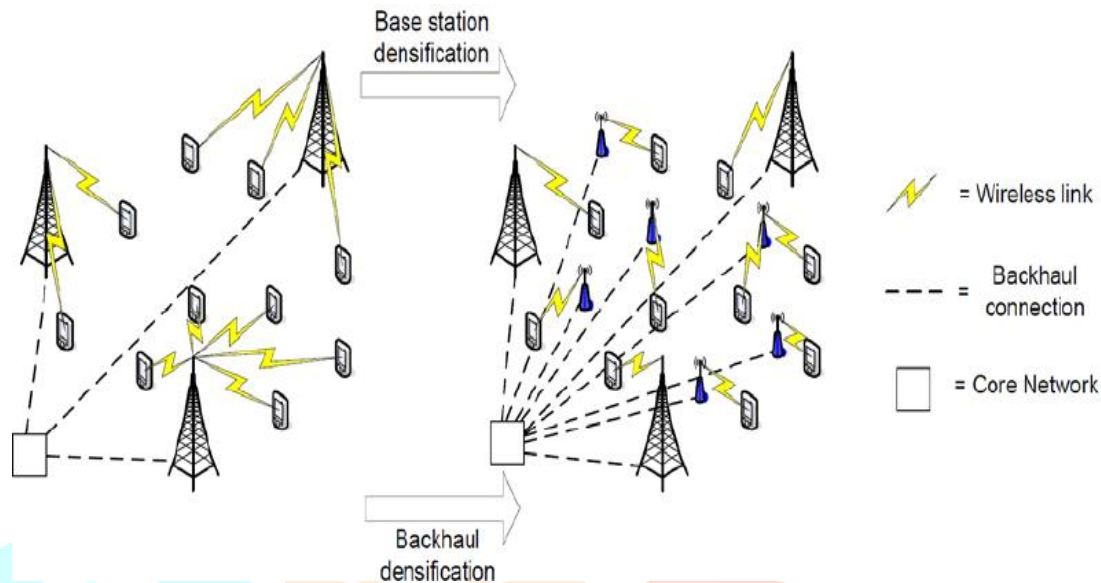 Base station
densification
= Wireless link
= Backhaul
connection
= Core Network
Backhaul
densification